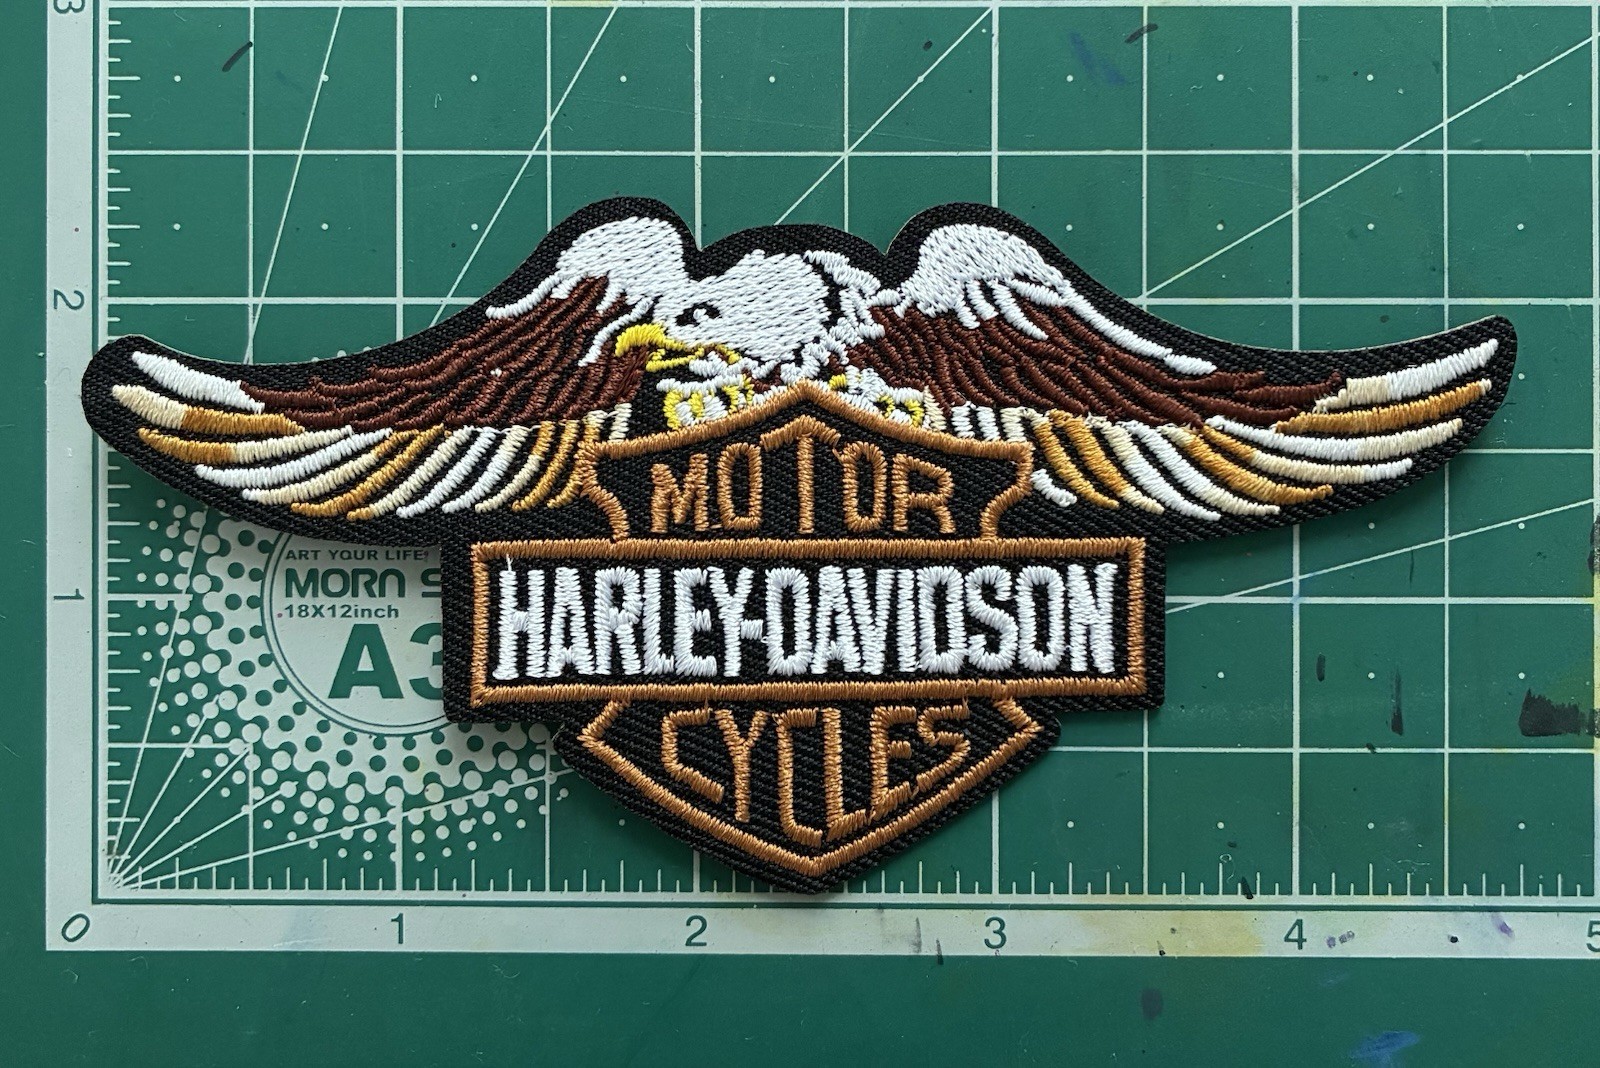 3
2
MOTOR
ART YOUR LIFE!
HARLEY-DAVIDSON
MORN S
18X12inch
1
A3
CYCLES
0 1 2 3 4 5